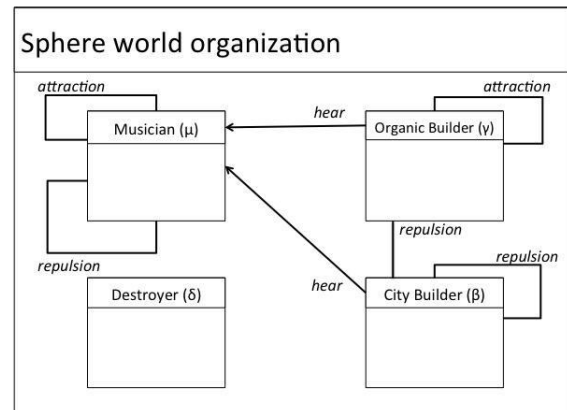 Sphere world organization
attraction
attraction
hear
Musician (μ)
Organic Builder (γ)
repulsion
repulsion
repulsion
hear
Destroyer (δ)
City Builder (β)